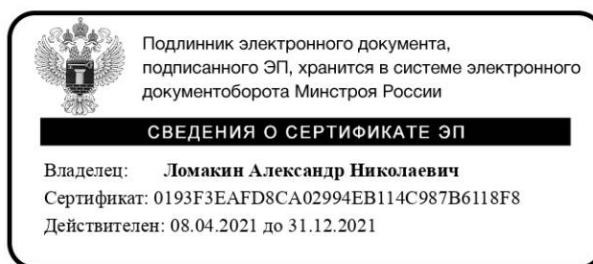 Подлинник электронного документа,
подписанного ЭП, хранится в системе электронного
документоборота Минстроя России
СВЕДЕНИЯ О СЕРТИФИКАТЕ ЭП
Владелец: Ломакин Александр Николаевич
Сертификат: 0193F3EAFD8CA02994EB114C987B6118F8
Действителен: 08.04.2021 до 31.12.2021